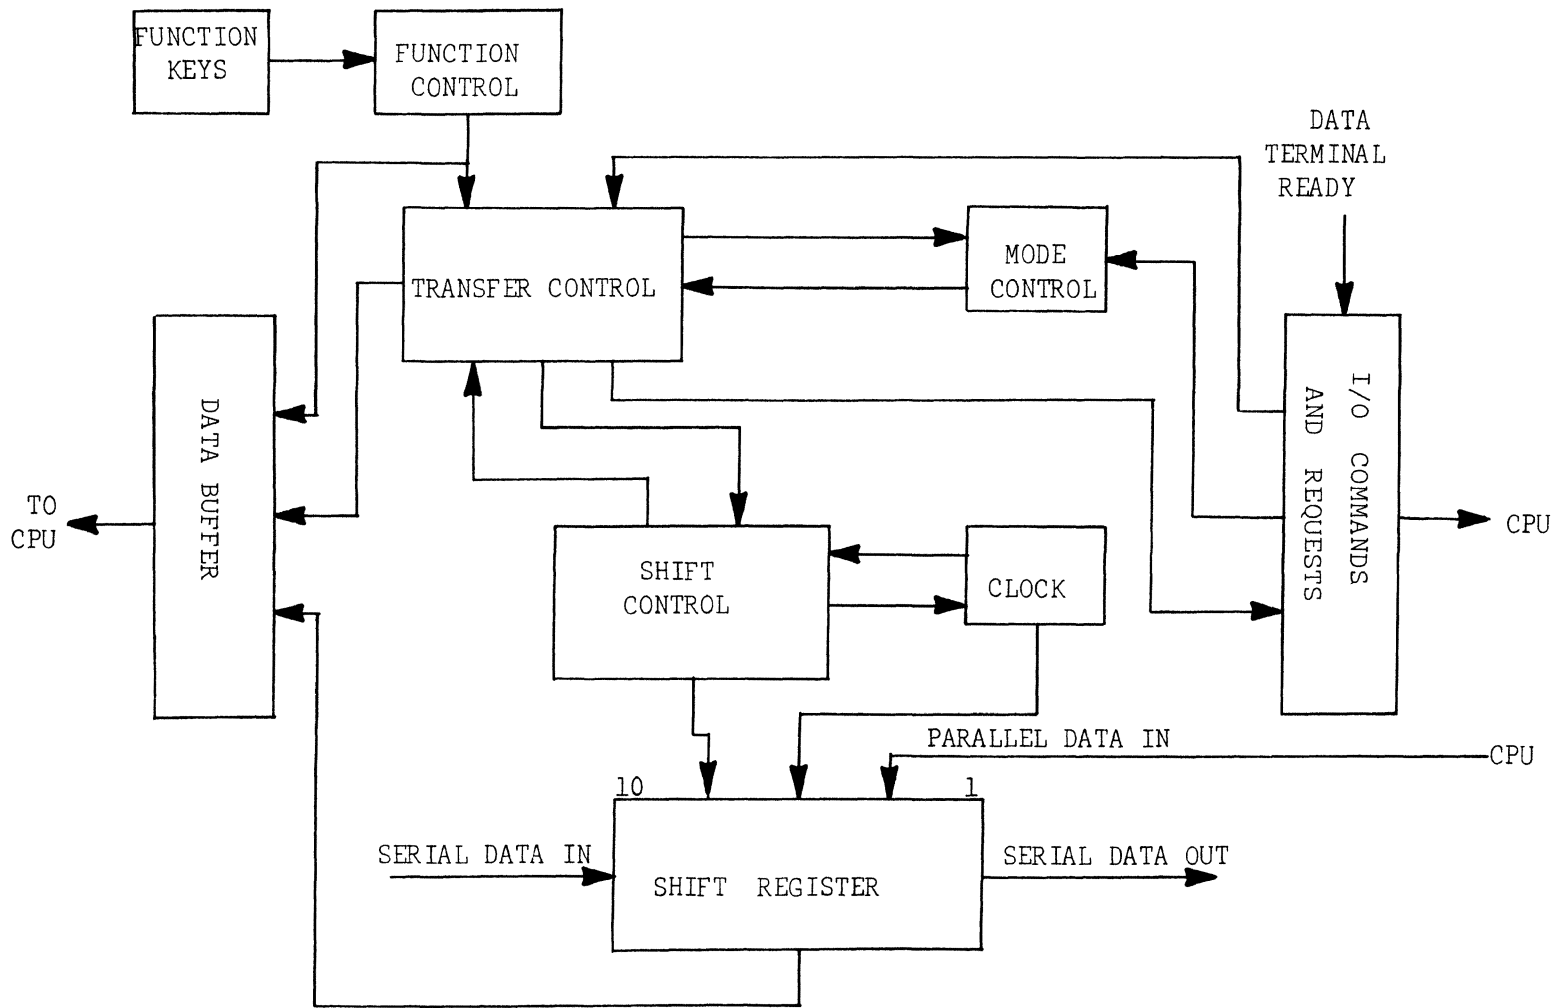 FUNCTION
KEYS
FUNCTION
CONTROL
DATA
TERMINAL
READY
TRANSFER CONTROL
MODE
CONTROL
DATA BUFFER
I/O COMMANDS
AND REQUESTS
TO
CPU
CPU
SHIFT
CONTROL
CLOCK
PARALLEL DATA IN
CPU
10
1
SERIAL DATA IN
SHIFT REGISTER
SERIAL DATA OUT